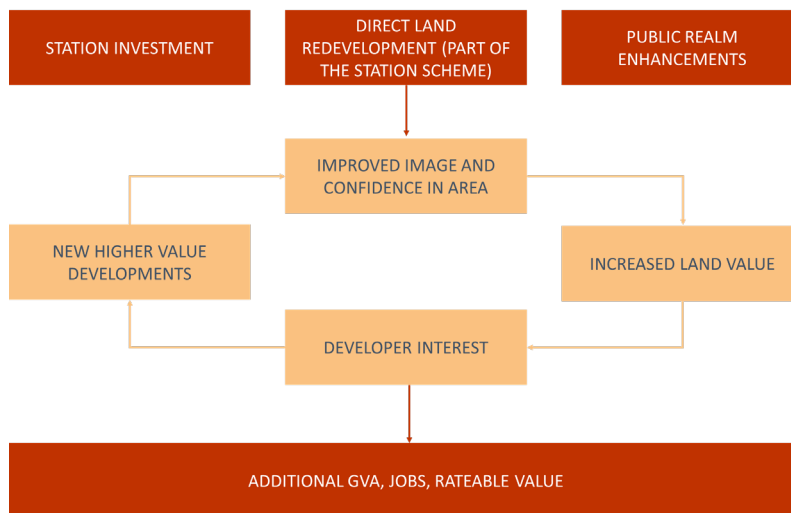 STATION INVESTMENT
DIRECT LAND
REDEVELOPMENT (PART OF
THE STATION SCHEME)
PUBLIC REALM
ENHANCEMENTS
IMPROVED IMAGE AND
CONFIDENCE IN AREA
NEW HIGHER VALUE
DEVELOPMENTS
INCREASED LAND VALUE
DEVELOPER INTEREST
ADDITIONAL GVA, JOBS, RATEABLE VALUE